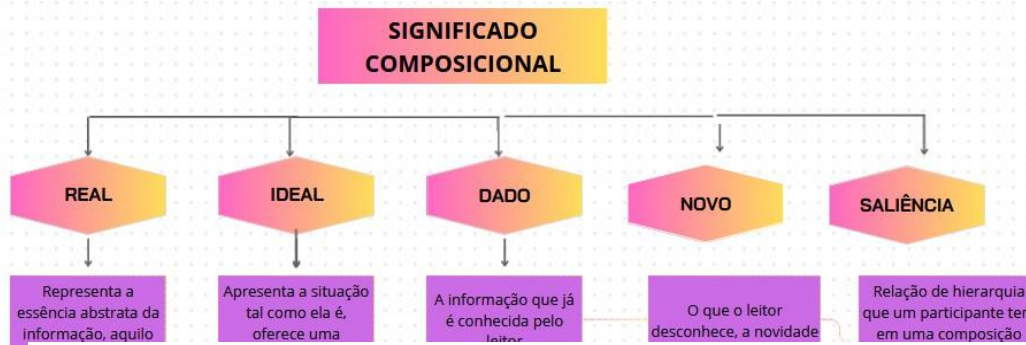 SIGNIFICADO
COMPOSICIONAL
REAL
IDEAL
DADO
NOVO
SALIÊNCIA
Representa a
essência abstrata da
informação, aquilo
Apresenta a situação
tal como ela é,
oferece uma
A informação que já
é conhecida pelo
leitor
O que o leitor
desconhece, a novidade
Relação de hierarquia
que um participante
em uma composição